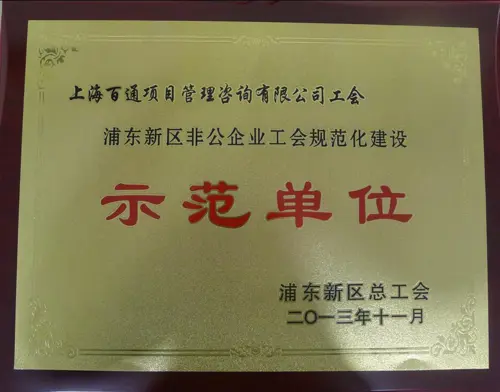 上海百通项目管理咨询有限公司工会
浦东新区非公企业工会规范化建设
示范单位
浦东新区总工会
二〇一三年十一月